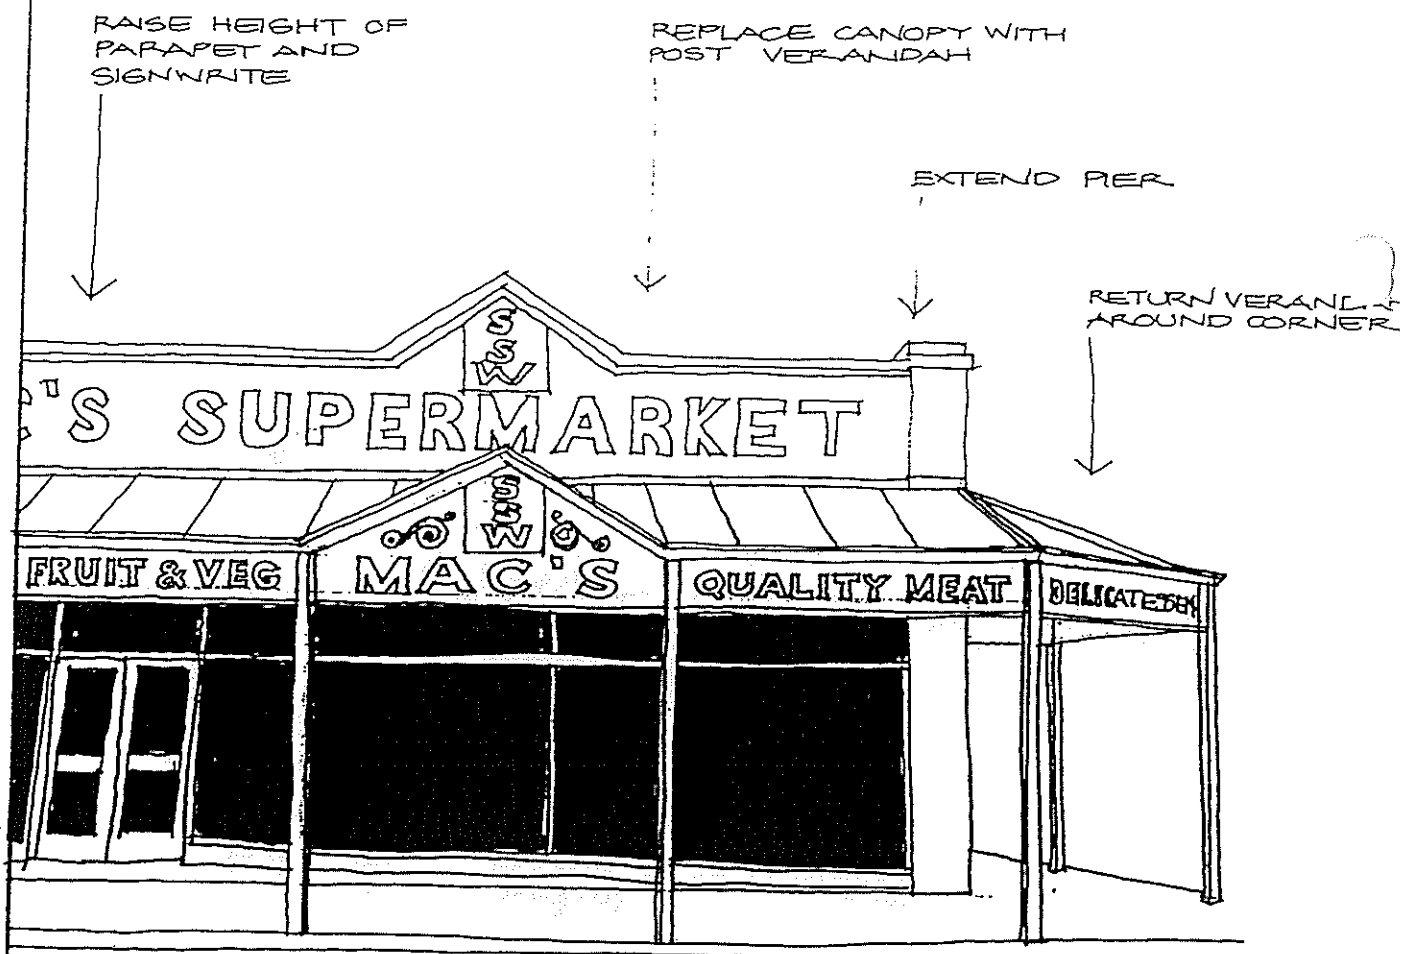 RAISE HEIGHT OF
PARAPET AND
SIGNWRITE
REPLACE CANOPY WITH
POST VERANDAH
EXTEND PIER
RETURN
AROUND CORNER
SSW
'S SUPERMARKET
MAC'S
FRUIT & VEG
QUALITY MEAT
DELICATESSEN